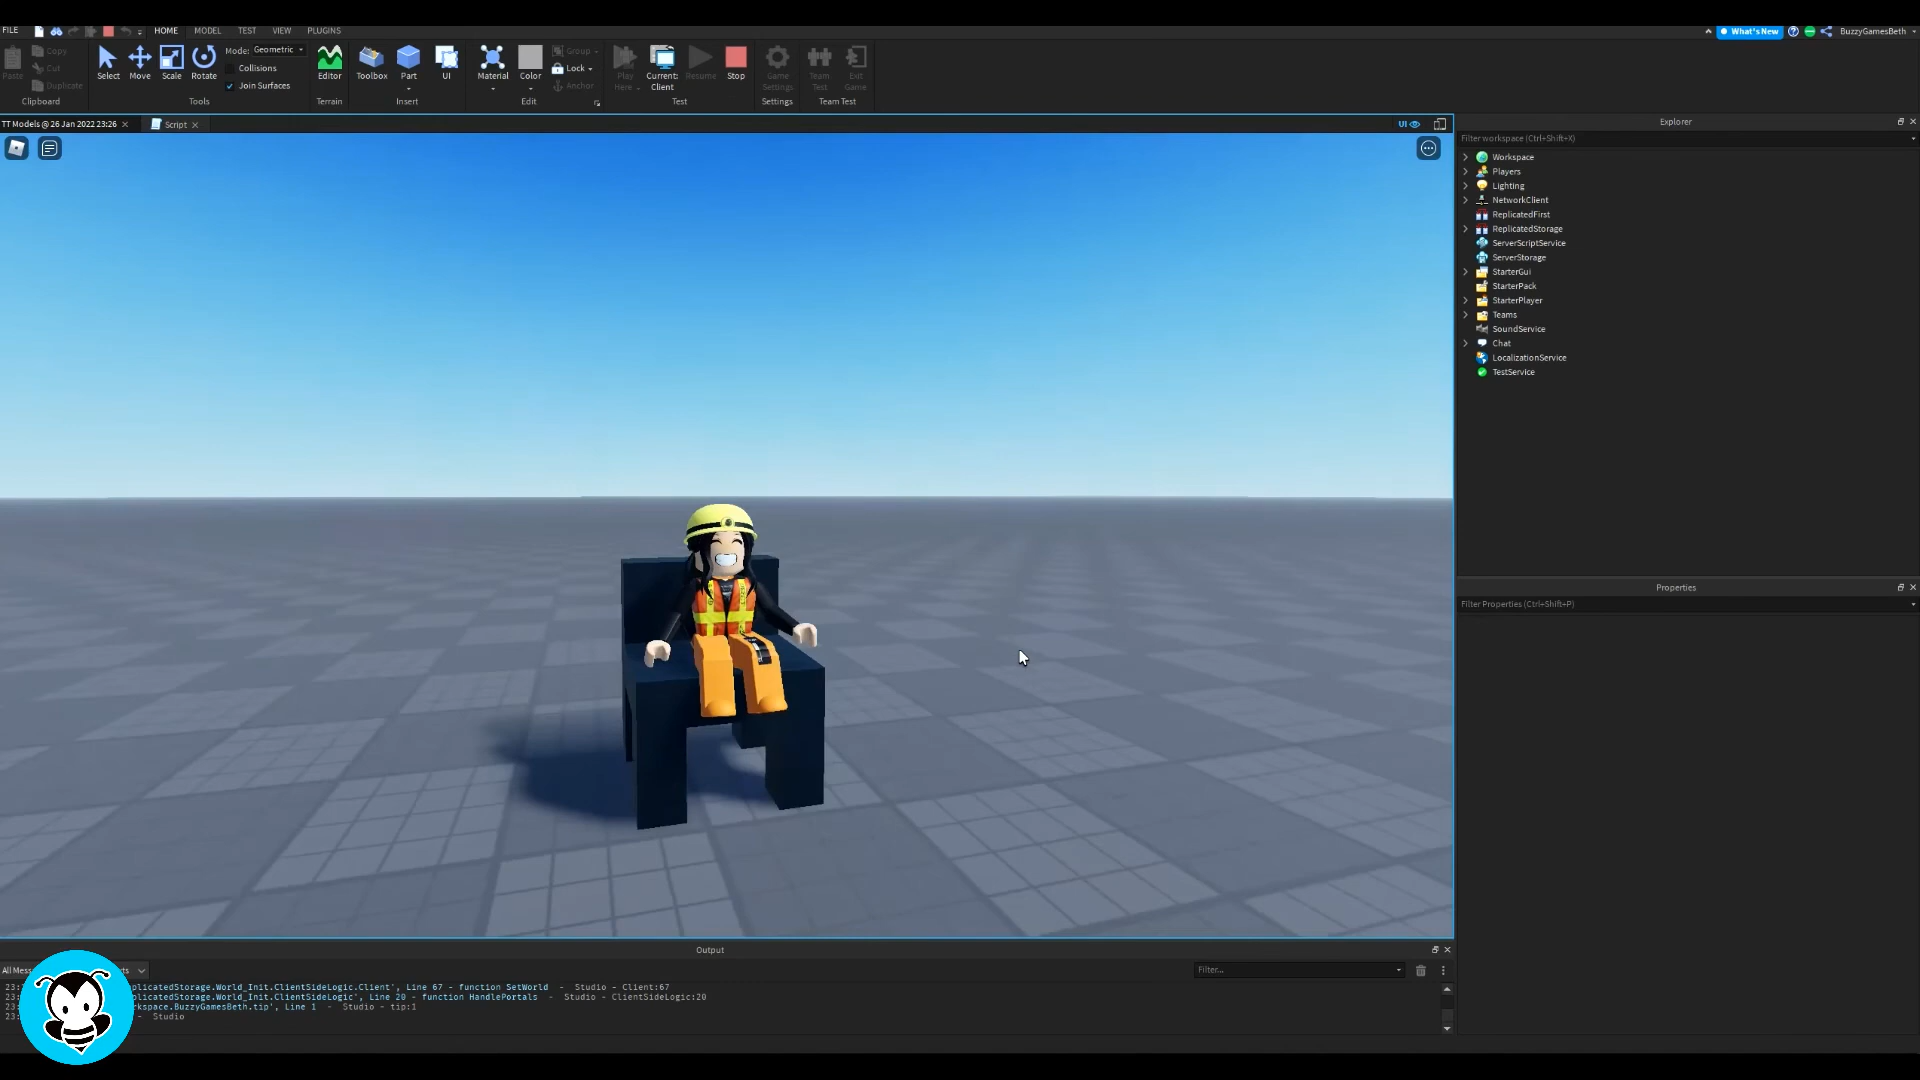 FILE HOME MODEL TEST VIEW PLUGINS What's New BuzzyGamesBeth
Copy Cut Duplicate Paste
Clipboard
Select Move Scale Rotate
Mode: Geometric
Collisions
Join Surfaces
Tools
Editor
Terrain
Toolbox Part UI
Insert
Material Color
Group
Lock
Anchor
Edit
Play Here
Current: Client
Resume Stop
Test
Game Settings
Settings
Team Test
Exit Game
Team Test
TT Models @ 26 Jan 2022 23:26
Script
UI
Explorer
Filter workspace (Ctrl+Shift+X)
Workspace
Players
Lighting
NetworkClient
ReplicatedFirst
ReplicatedStorage
ServerScriptService
ServerStorage
StarterGui
StarterPack
StarterPlayer
Teams
SoundService
Chat
LocalizationService
TestService
Properties
Filter Properties (Ctrl+Shift+P)
Output
Filter...
plicatedStorage.World_Init.ClientSideLogic.Client', Line 67 - function SetWorld - Studio - Client:67
plicatedStorage.World_Init.ClientSideLogic', Line 20 - function HandlePortals - Studio - ClientSideLogic:20
rkspace.BuzzyGamesBeth.tip', Line 1 - Studio - tip:1
- Studio